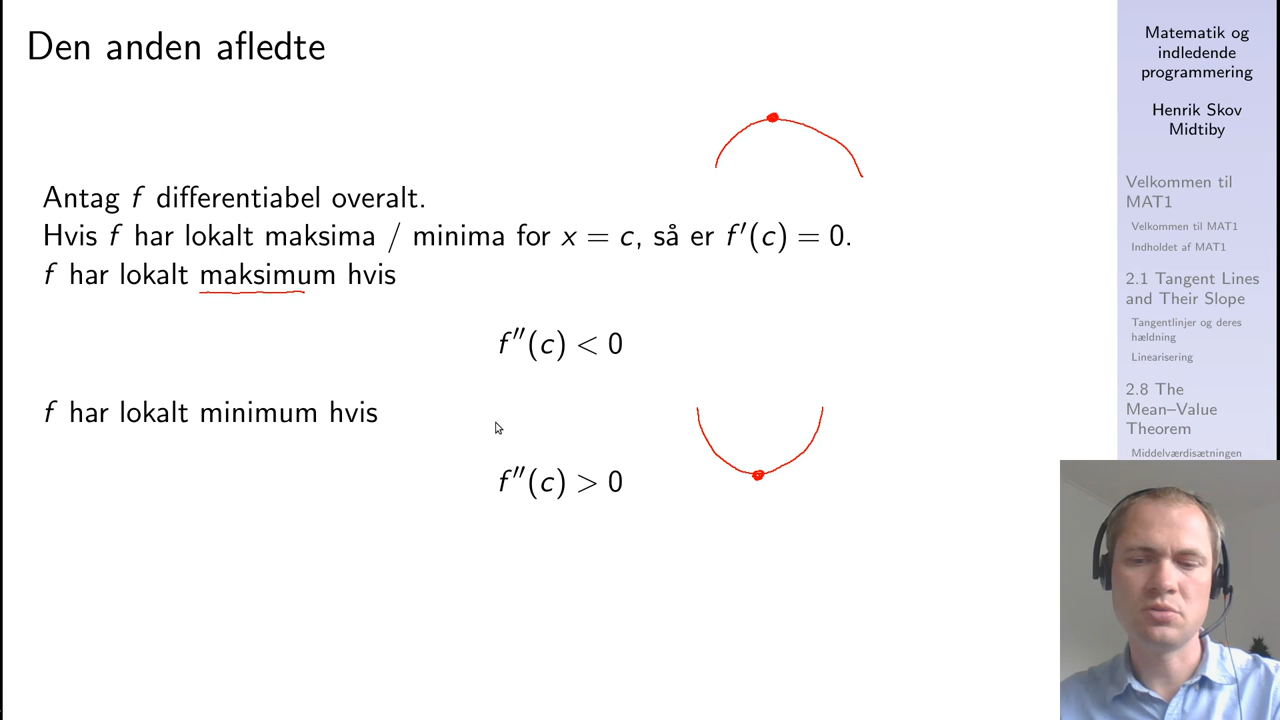 Den anden afledte
Antag f differentiabel overalt.
Hvis f har lokalt maksima / minima for x = c, så er f′(c) = 0.
f har lokalt maksimum hvis
f″(c) < 0
f har lokalt minimum hvis
f″(c) > 0
Matematik og
indledende
programmering
Henrik Skov
Midtiby
Velkommen til
MAT1
Velkommen til MAT1
Indholdet af MAT1
2.1 Tangent Lines
and Their Slope
Tangentlinjer og deres
hældning
Linearisering
2.8 The
Mean–Value
Theorem
Middelværdisætningen